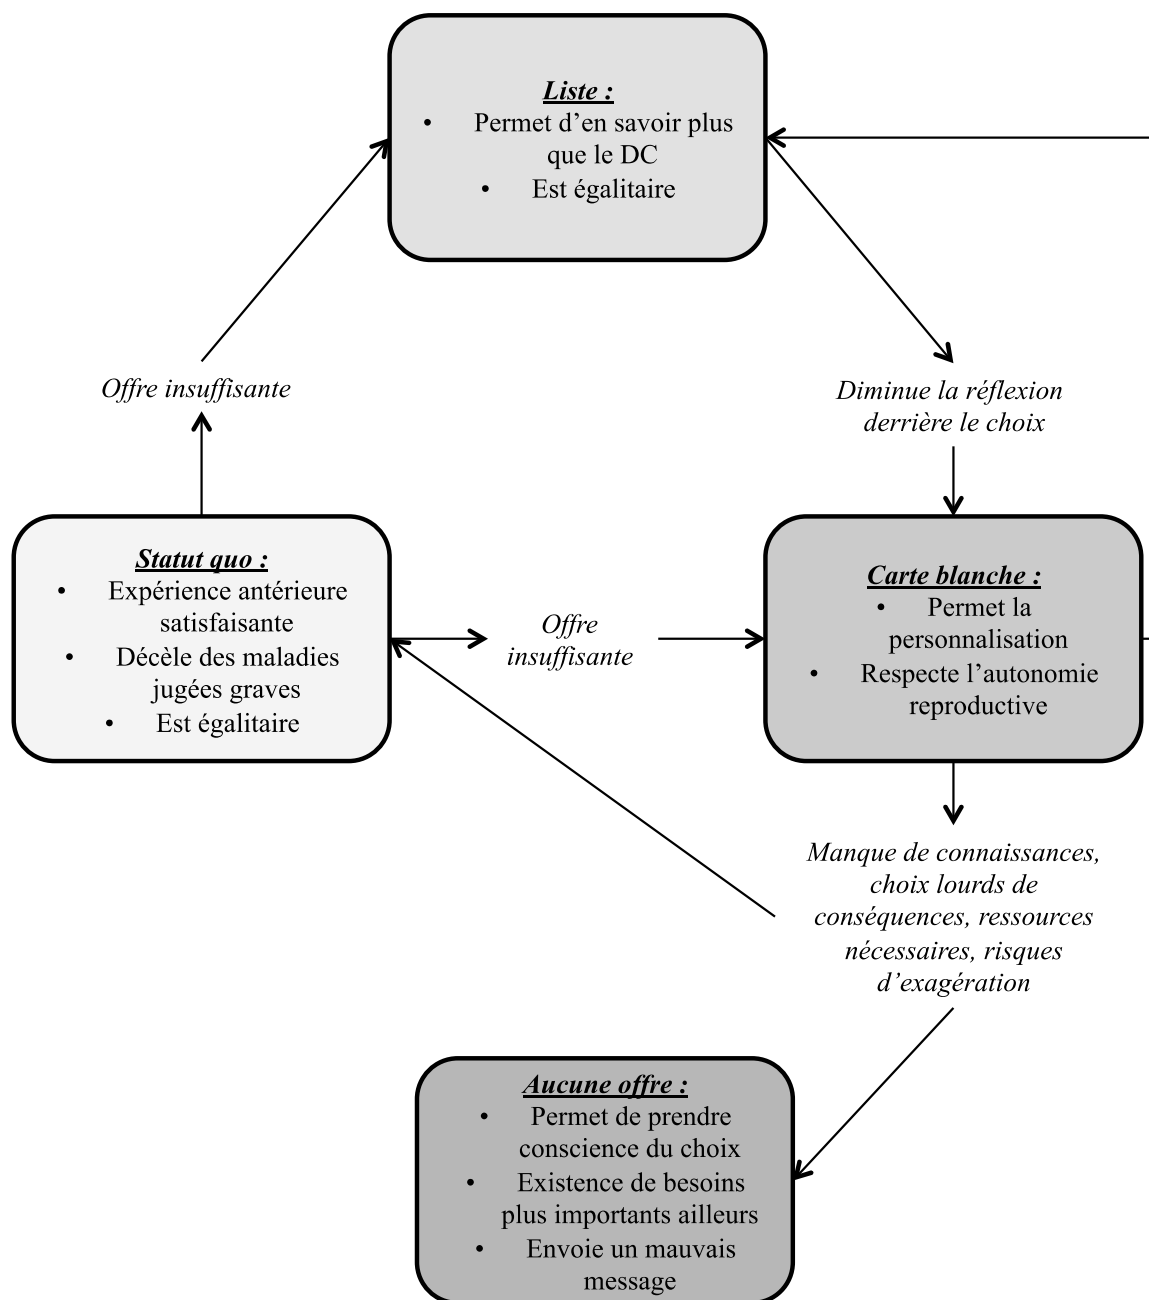 Liste :
• Permet d’en savoir plus
que le DC
• Est égalitaire
Offre insuffisante
Diminue la réflexion
derrière le choix
Statut quo :
• Expérience antérieure
satisfaisante
• Décèle des maladies
jugées graves
• Est égalitaire
Offre
insuffisante
Carte blanche :
• Permet la
personnalisation
• Respecte l’autonomie
reproductive
Manque de connaissances,
choix lourds de
conséquences, ressources
nécessaires, risques
d’exagération
Aucune offre :
• Permet de prendre
conscience du choix
• Existence de besoins
plus importants ailleurs
• Envoie un mauvais
message